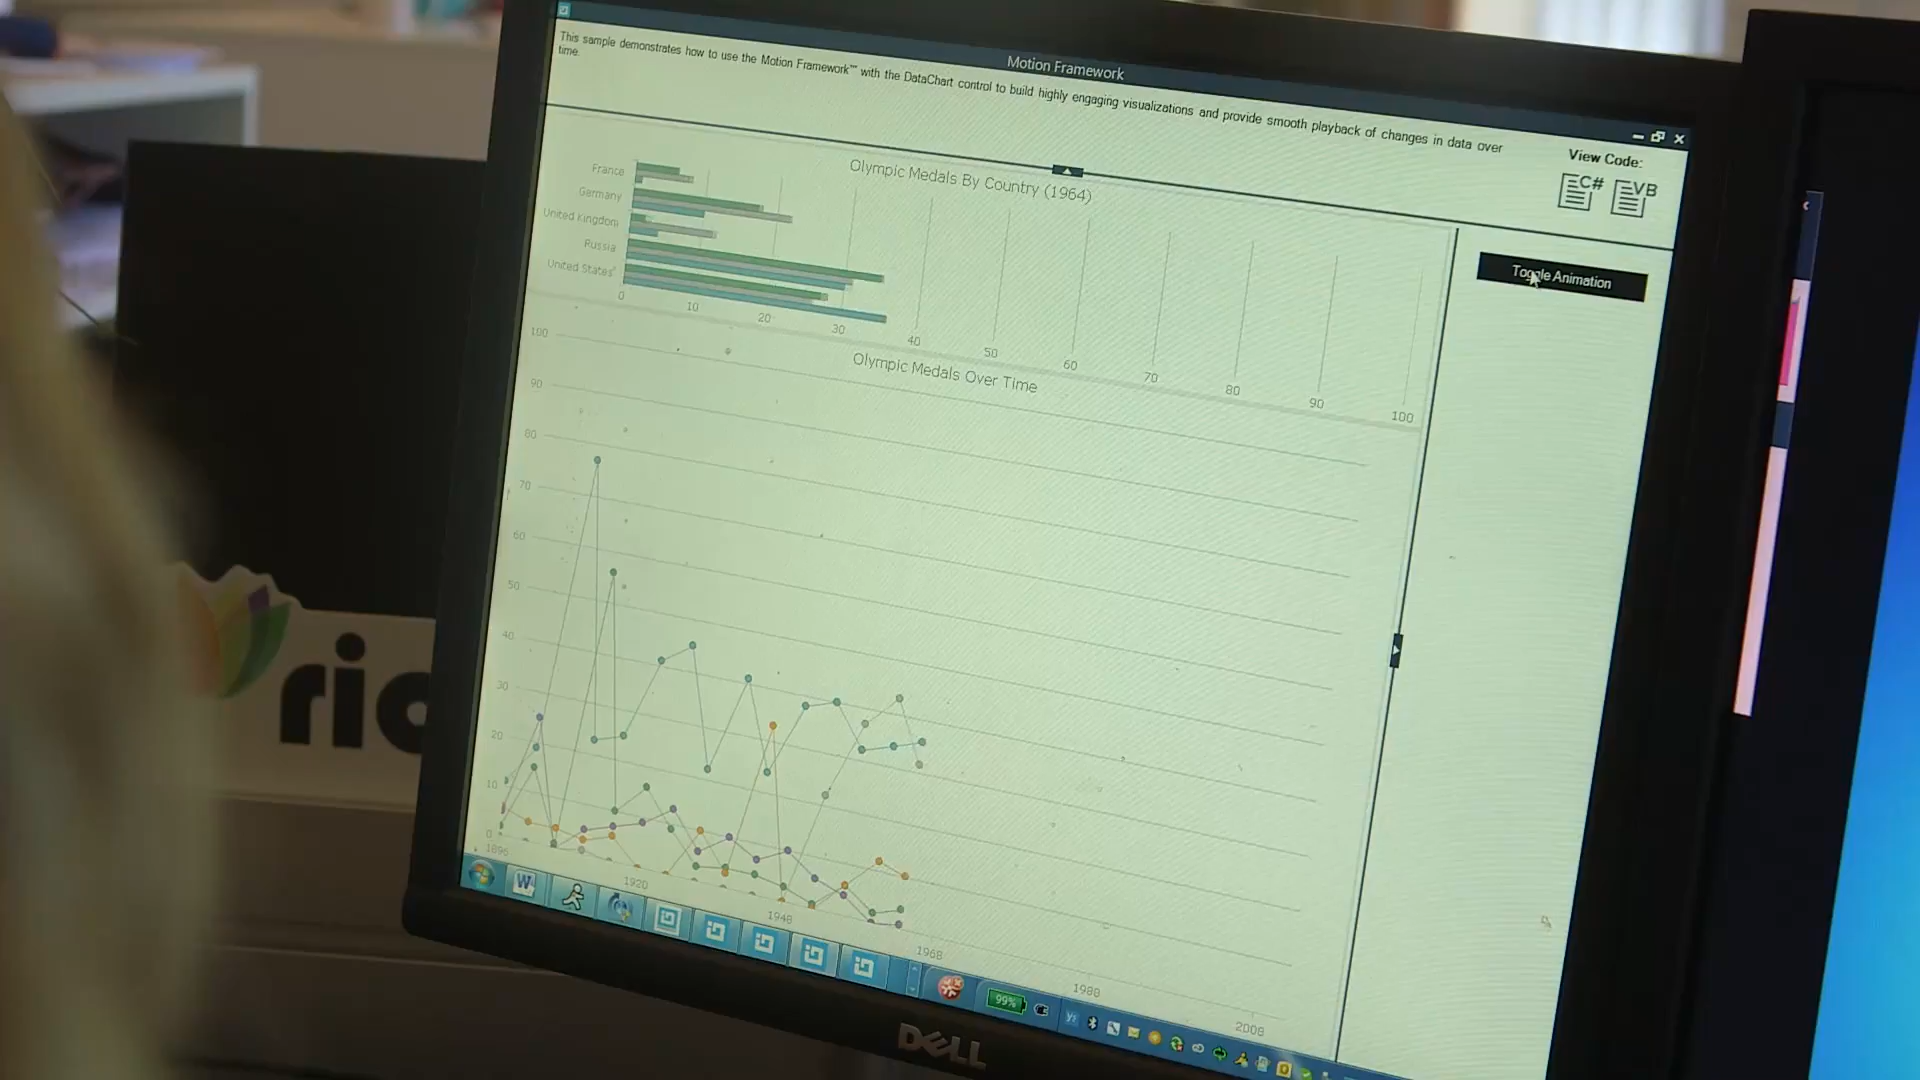 Motion Framework
This sample demonstrates how to use the Motion Framework™ with the DataChart control to build highly engaging visualizations and provide smooth playback of changes in data over
time.
View Code:
C# VB
Toggle Animation
Olympic Medals By Country (1964)
France
Germany
United Kingdom
Russia
United States
0 10 20 30 40 50 60 70 80 90 100
Olympic Medals Over Time
100
90
80
70
60
50
40
30
20
10
0
1896 1920 1948 1968 1988 2008
99%
DELL
ric